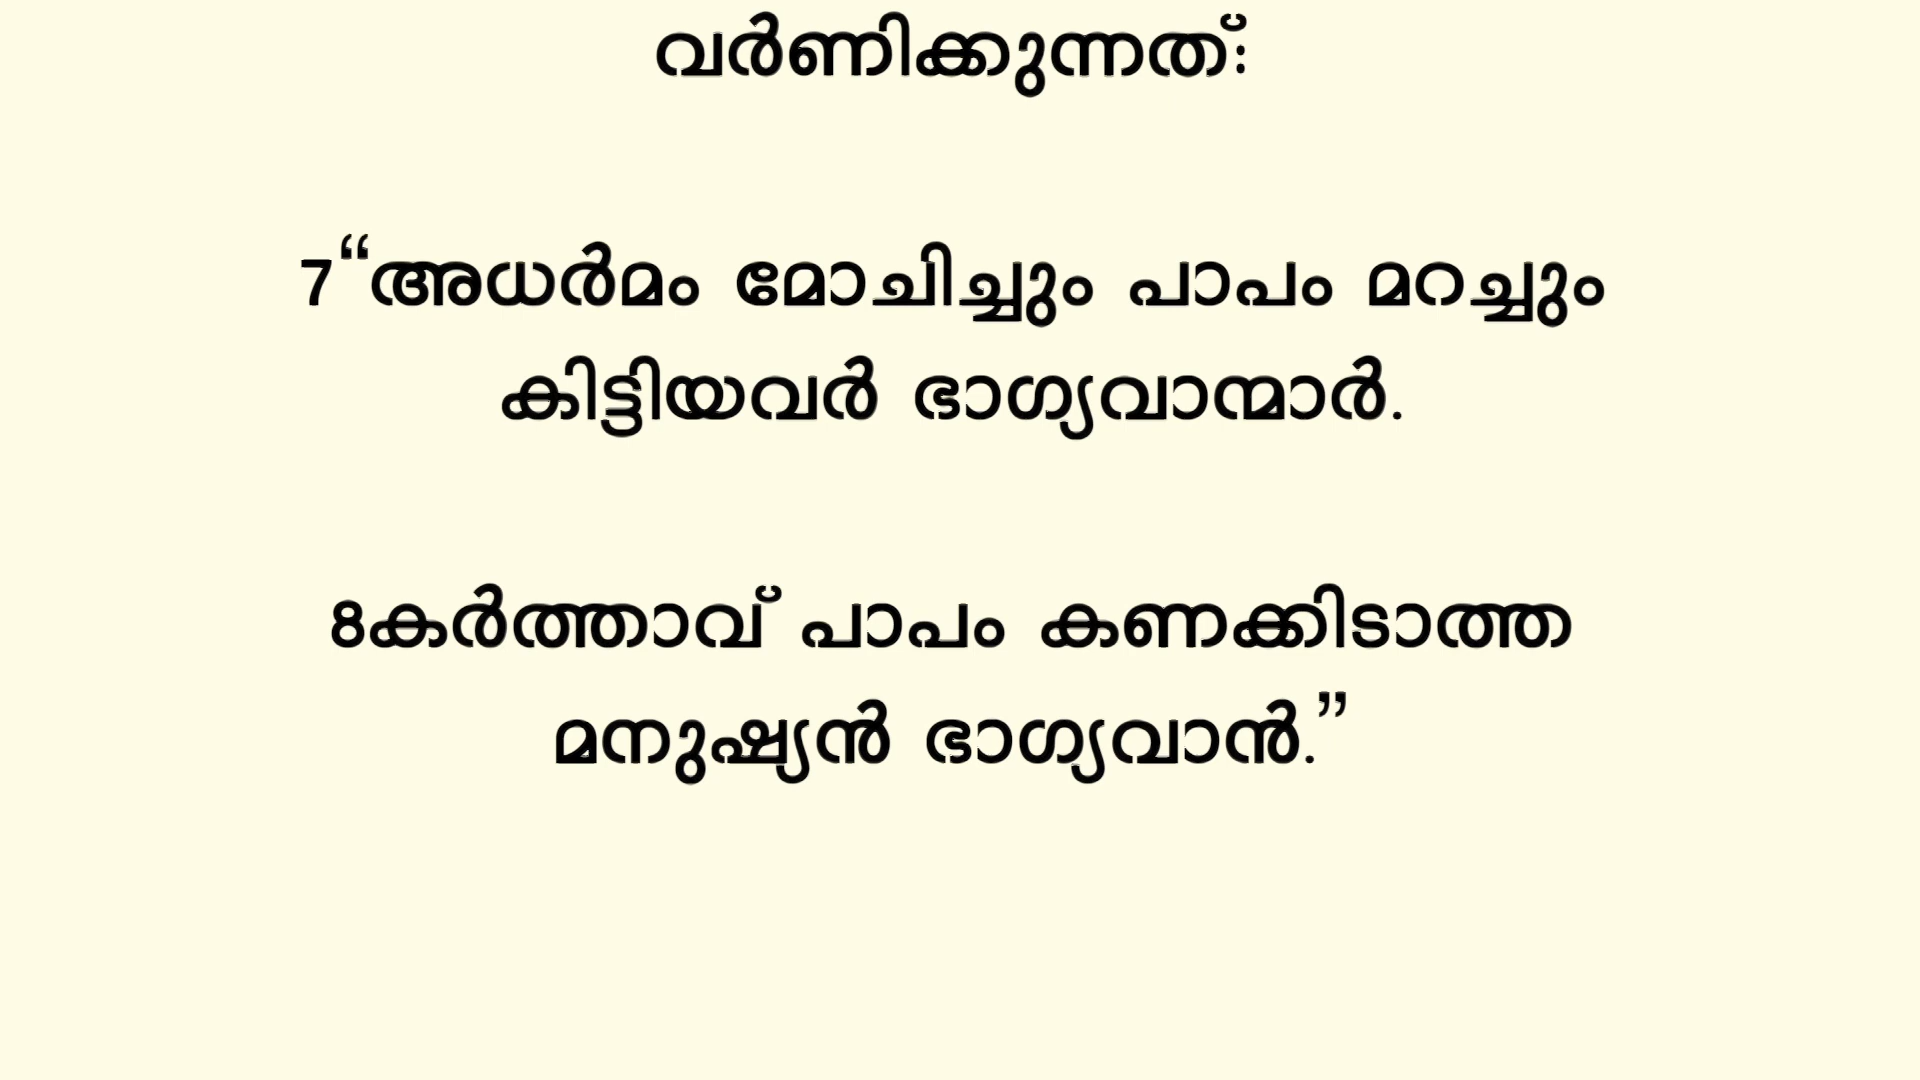 വർണിക്കുന്നത്:
7“അധർമം മോചിച്ചും പാപം മറച്ചും
കിട്ടിയവർ ഭാഗ്യവാന്മാർ.
8കർത്താവ് പാപം കണക്കിടാത്ത
മനുഷ്യൻ ഭാഗ്യവാൻ.”